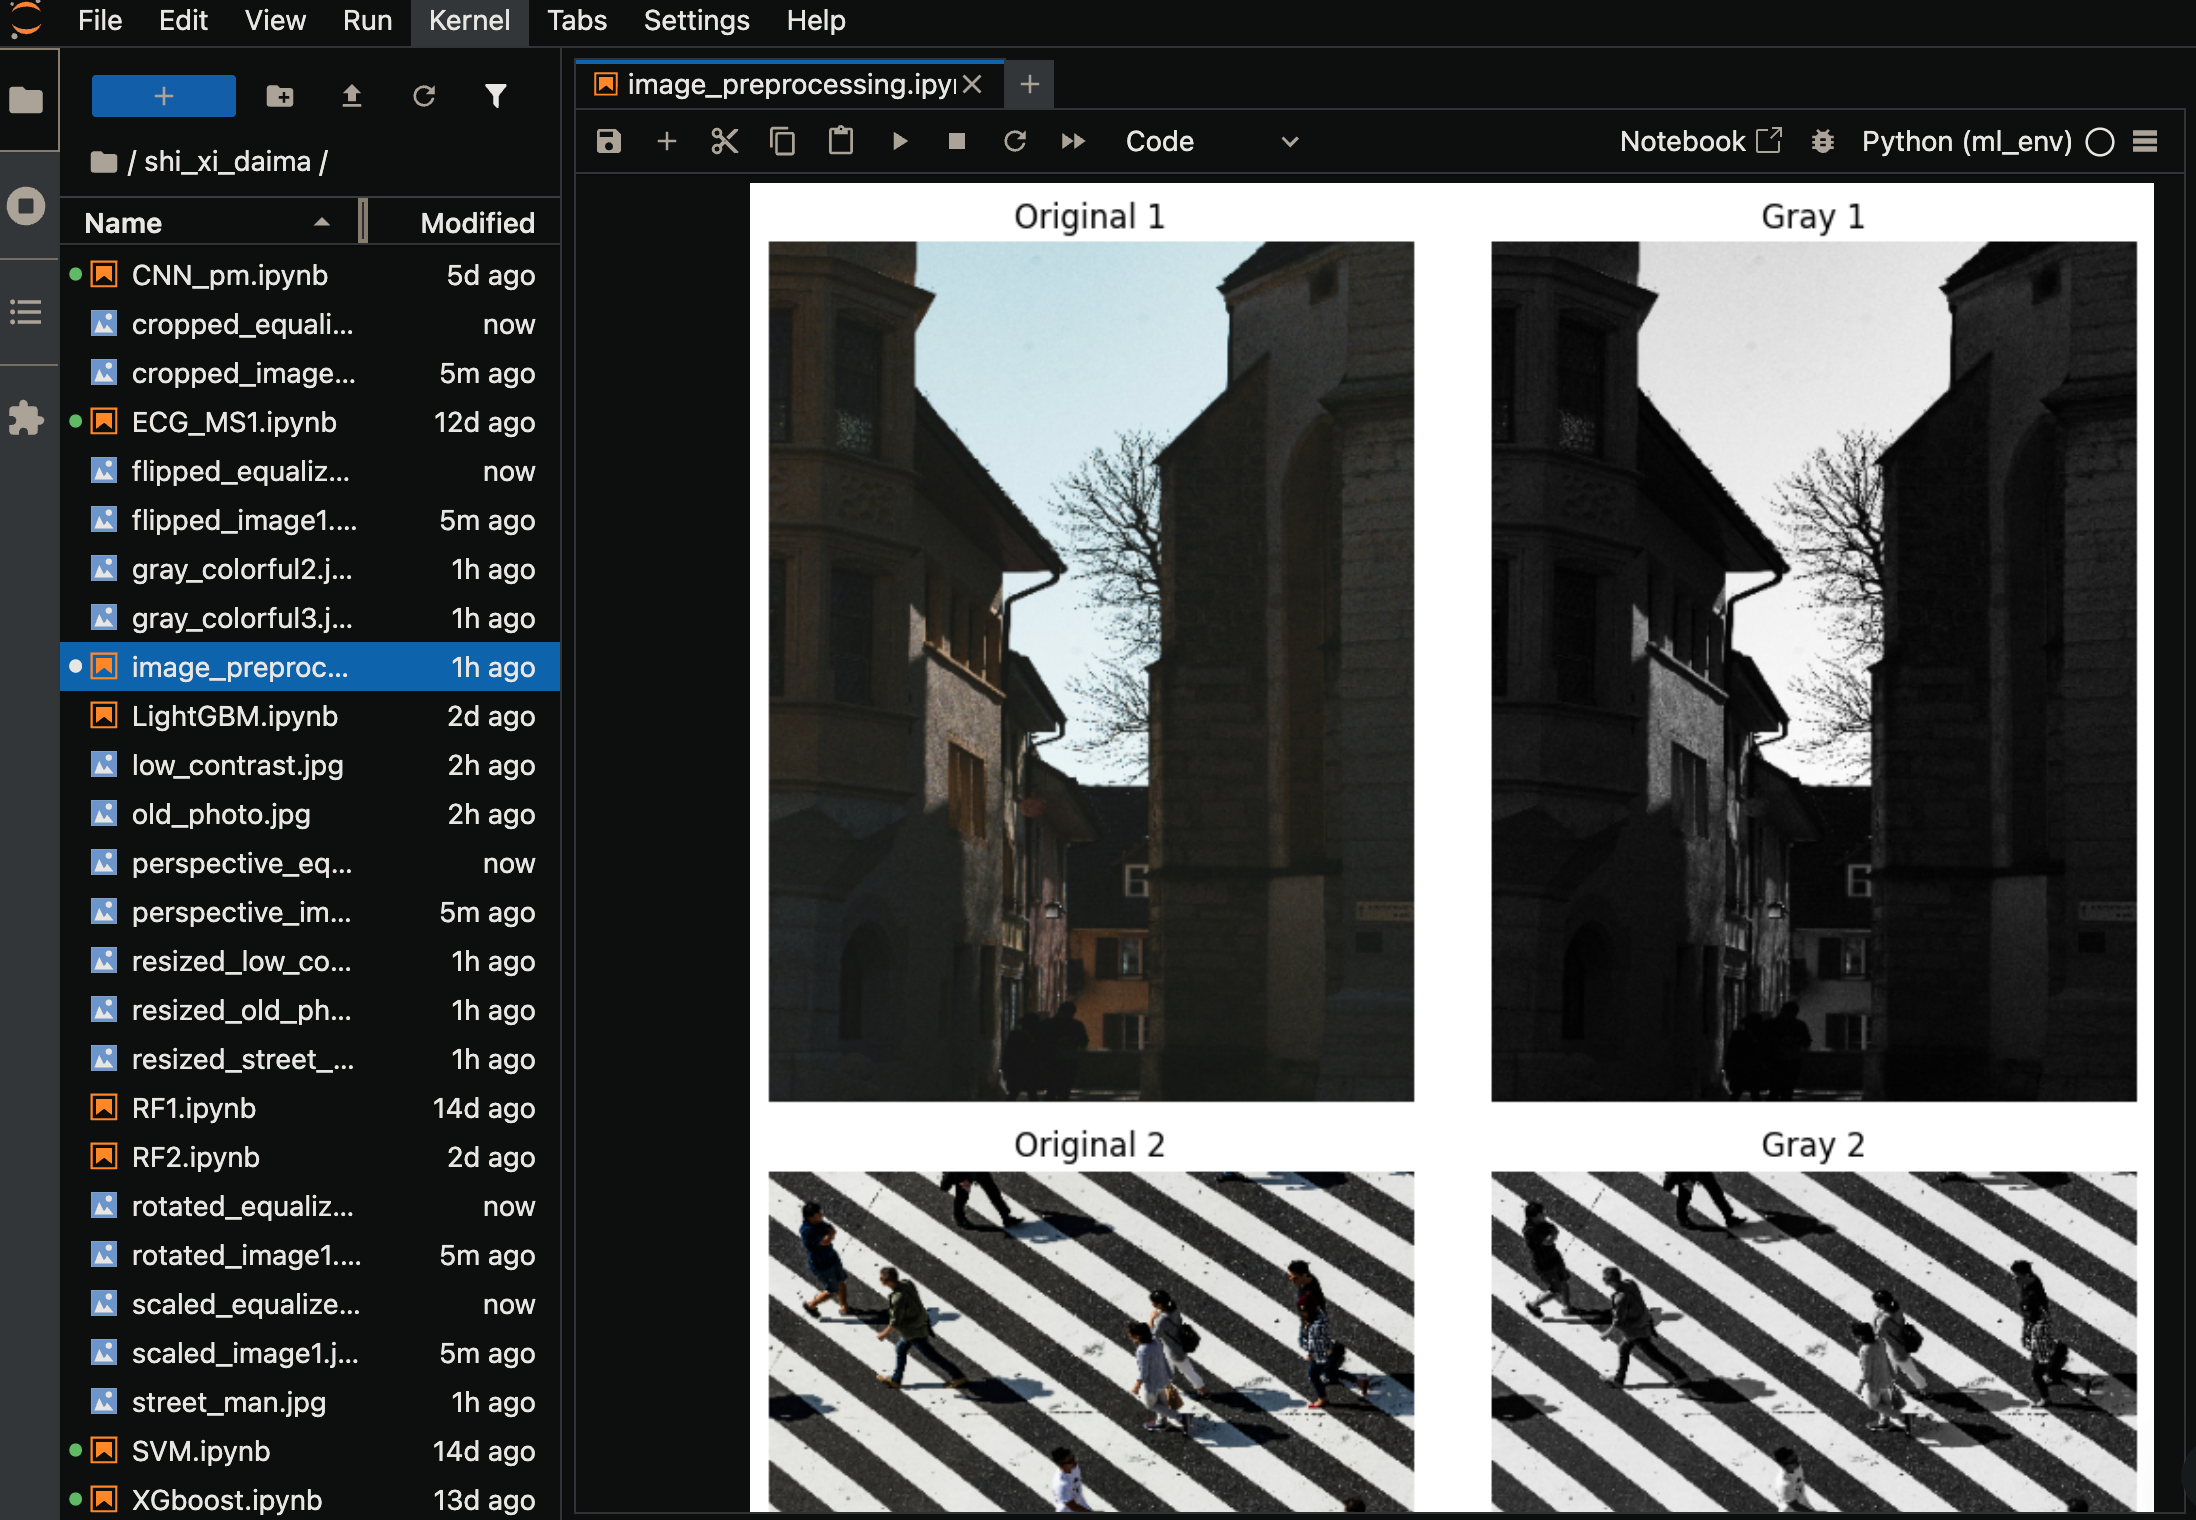 File Edit View Run Kernel Tabs Settings Help
/ shi_xi_daima /
Name Modified
CNN_pm.ipynb 5d ago
cropped_equali... now
cropped_image... 5m ago
ECG_MS1.ipynb 12d ago
flipped_equaliz... now
flipped_image1.... 5m ago
gray_colorful2.j... 1h ago
gray_colorful3.j... 1h ago
image_preproc... 1h ago
LightGBM.ipynb 2d ago
low_contrast.jpg 2h ago
old_photo.jpg 2h ago
perspective_eq... now
perspective_im... 5m ago
resized_low_co... 1h ago
resized_old_ph... 1h ago
resized_street_... 1h ago
RF1.ipynb 14d ago
RF2.ipynb 2d ago
rotated_equaliz... now
rotated_image1.... 5m ago
scaled_equalize... now
scaled_image1.j... 5m ago
street_man.jpg 1h ago
SVM.ipynb 14d ago
XGboost.ipynb 13d ago
image_preprocessing.ipyn
Code Notebook Python (ml_env)
Original 1 Gray 1
Original 2 Gray 2